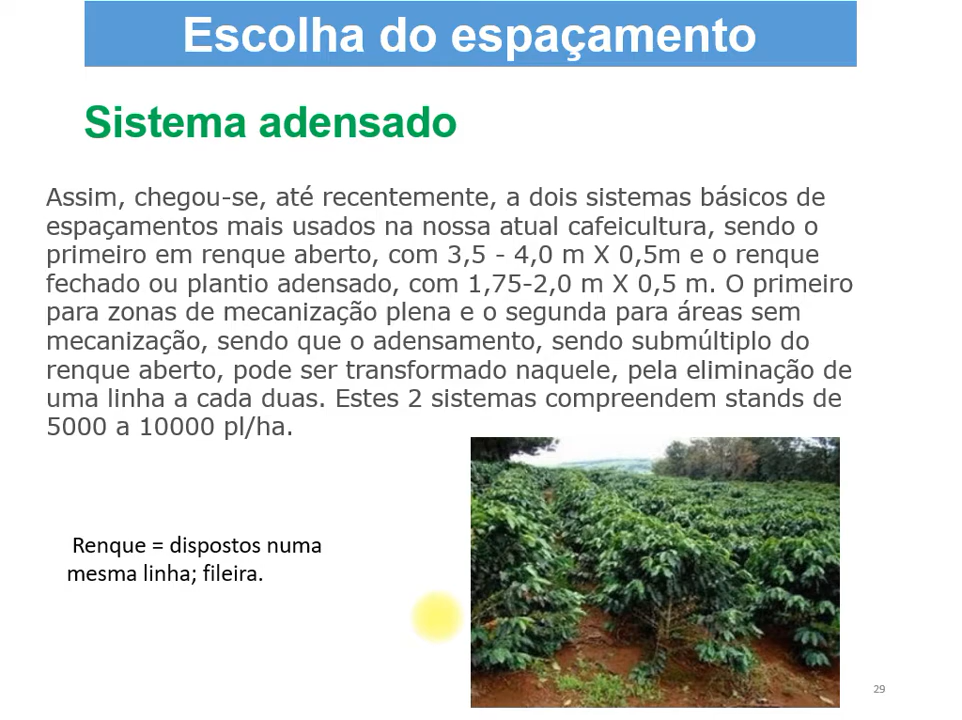 Escolha do espaçamento
Sistema adensado
Assim, chegou-se, até recentemente, a dois sistemas básicos de
espaçamentos mais usados na nossa atual cafeicultura, sendo o
primeiro em renque aberto, com 3,5 - 4,0 m X 0,5m e o renque
fechado ou plantio adensado, com 1,75-2,0 m X 0,5 m. O primeiro
para zonas de mecanização plena e o segunda para áreas sem
mecanização, sendo que o adensamento, sendo submúltiplo do
renque aberto, pode ser transformado naquele, pela eliminação de
uma linha a cada duas. Estes 2 sistemas compreendem stands de
5000 a 10000 pl/ha.
Renque = dispostos numa
mesma linha; fileira.
29